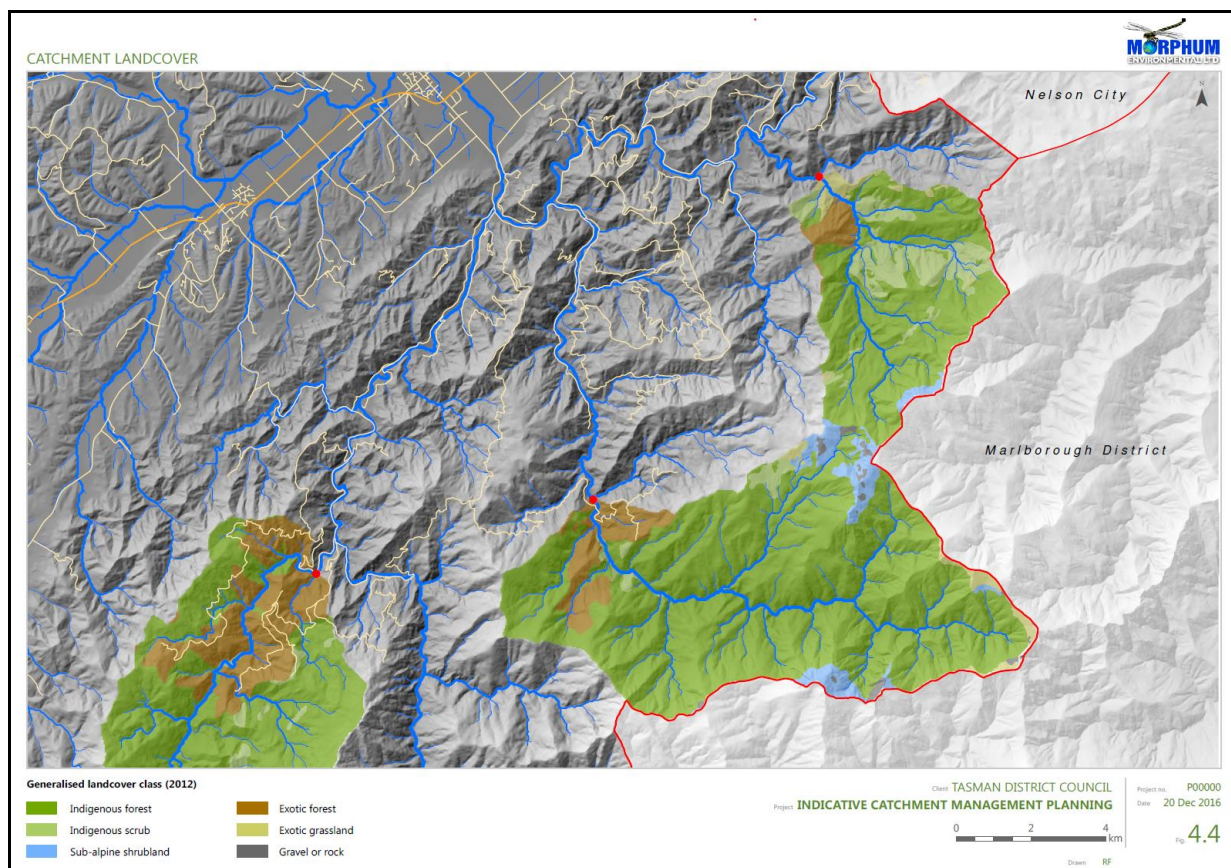 MORPHUM
ENVIRONMENTAL LTD
CATCHMENT LANDCOVER
Nelson City
N
Marlborough District
Generalised landcover class (2012)
Indigenous forest
Indigenous scrub
Sub-alpine shrubland
Exotic forest
Exotic grassland
Gravel or rock
Client TASMAN DISTRICT COUNCIL
Project INDICATIVE CATCHMENT MANAGEMENT PLANNING
0 2 4 km
Drawn RF
Project no. P00000
Date 20 Dec 2016
Fig. 4.4